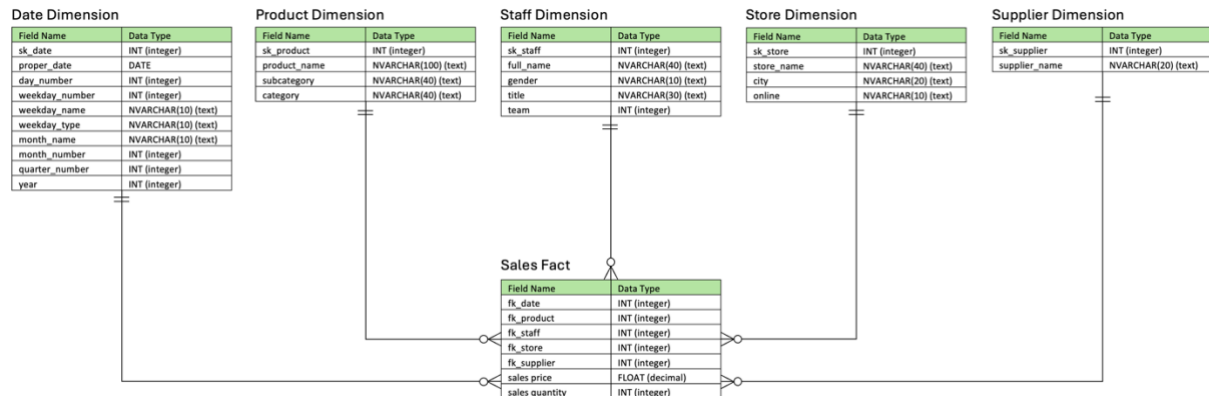 Date Dimension
Field Name Data Type
sk_date INT (integer)
proper_date DATE
day_number INT (integer)
weekday_number INT (integer)
weekday_name NVARCHAR(10) (text)
weekday_type NVARCHAR(10) (text)
month_name NVARCHAR(10) (text)
month_number INT (integer)
quarter_number INT (integer)
year INT (integer)
Product Dimension
Field Name Data Type
sk_product INT (integer)
product_name NVARCHAR(100) (text)
subcategory NVARCHAR(40) (text)
category NVARCHAR(40) (text)
Staff Dimension
Field Name Data Type
sk_staff INT (integer)
full_name NVARCHAR(40) (text)
gender NVARCHAR(10) (text)
title NVARCHAR(30) (text)
team INT (integer)
Store Dimension
Field Name Data Type
sk_store INT (integer)
store_name NVARCHAR(40) (text)
city NVARCHAR(20) (text)
online NVARCHAR(10) (text)
Supplier Dimension
Field Name Data Type
sk_supplier INT (integer)
supplier_name NVARCHAR(20) (text)
Sales Fact
Field Name Data Type
fk_date INT (integer)
fk_product INT (integer)
fk_staff INT (integer)
fk_store INT (integer)
fk_supplier INT (integer)
sales price FLOAT (decimal)
sales quantity INT (integer)